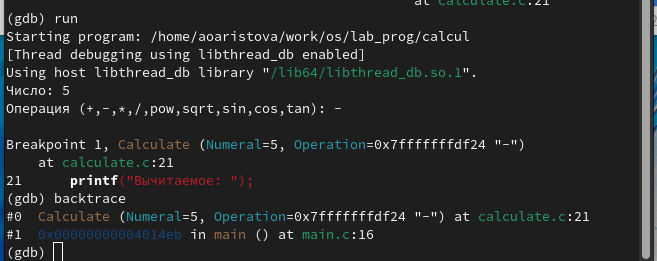 at calculate.c:21
(gdb) run
Starting program: /home/aoaristova/work/os/lab_prog/calcul
[Thread debugging using libthread_db enabled]
Using host libthread_db library "/lib64/libthread_db.so.1".
Число: 5
Операция (+,-,*,/,pow,sqrt,sin,cos,tan): -
Breakpoint 1, Calculate (Numeral=5, Operation=0x7fffffffdf24 "-")
at calculate.c:21
21 printf("Вычитаемое: ");
(gdb) backtrace
#0 Calculate (Numeral=5, Operation=0x7fffffffdf24 "-") at calculate.c:21
#1 0x00000000004014eb in main () at main.c:16
(gdb)